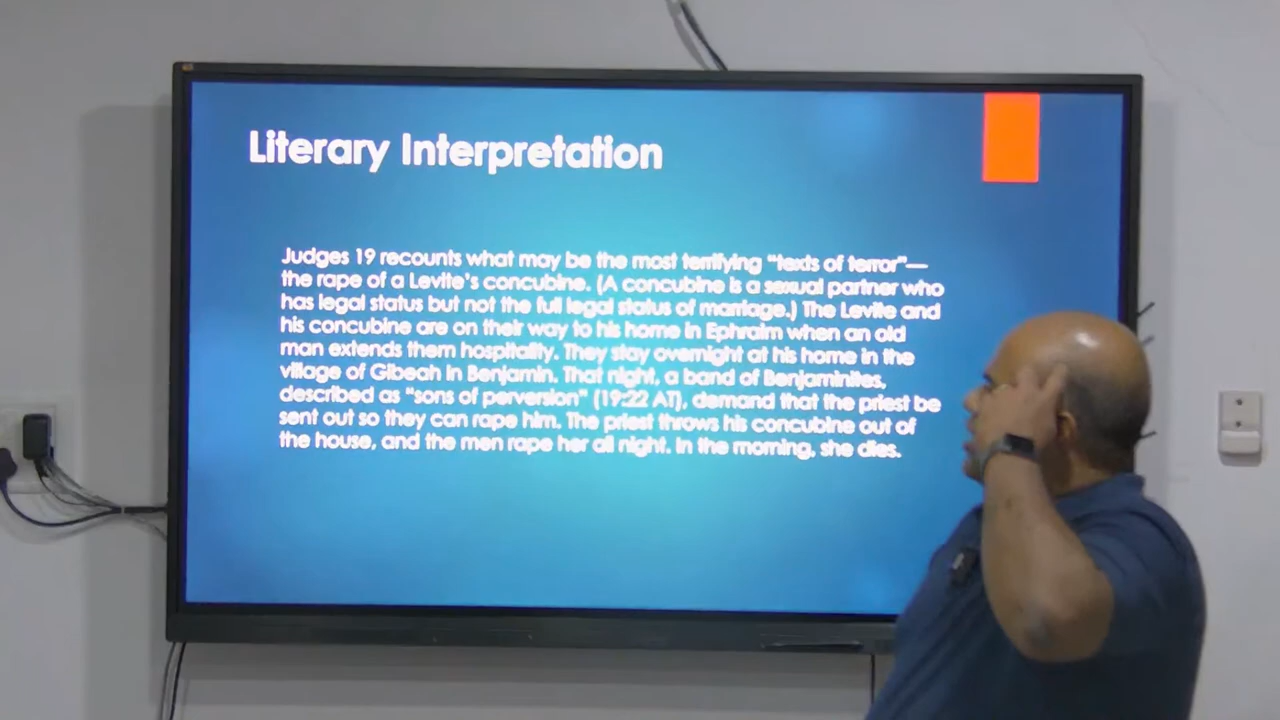 Literary Interpretation
Judges 19 recounts what may be the most terrifying “texts of terror”—
the rape of a Levite’s concubine. (A concubine is a sexual partner who
has legal status but not the full legal status of marriage.) The Levite and
his concubine are on their way to his home in Ephraim when an old
man extends them hospitality. They stay overnight at his home in the
village of Gibeah in Benjamin. That night, a band of Benjaminites,
described as “sons of perversion” (19:22 AT), demand that the priest be
sent out so they can rape him. The priest throws his concubine out of
the house, and the men rape her all night. In the morning, she dies.